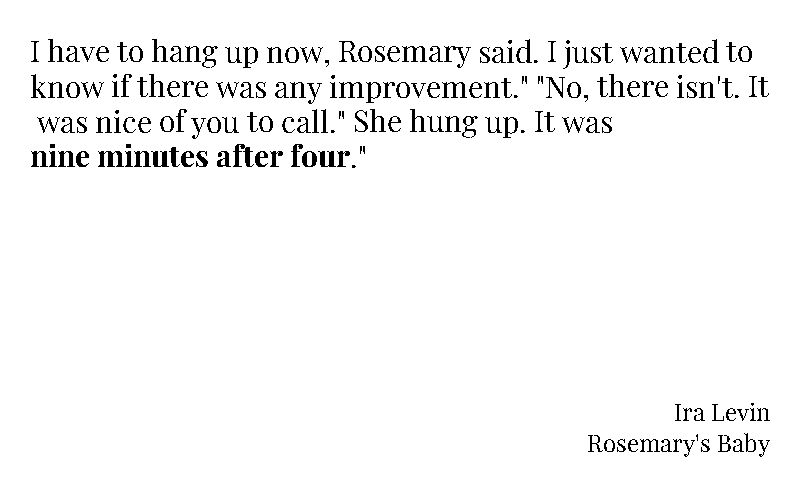 I have to hang up now, Rosemary said. I just wanted to
know if there was any improvement." "No, there isn't. It
was nice of you to call." She hung up. It was
nine minutes after four."
Ira Levin
Rosemary's Baby